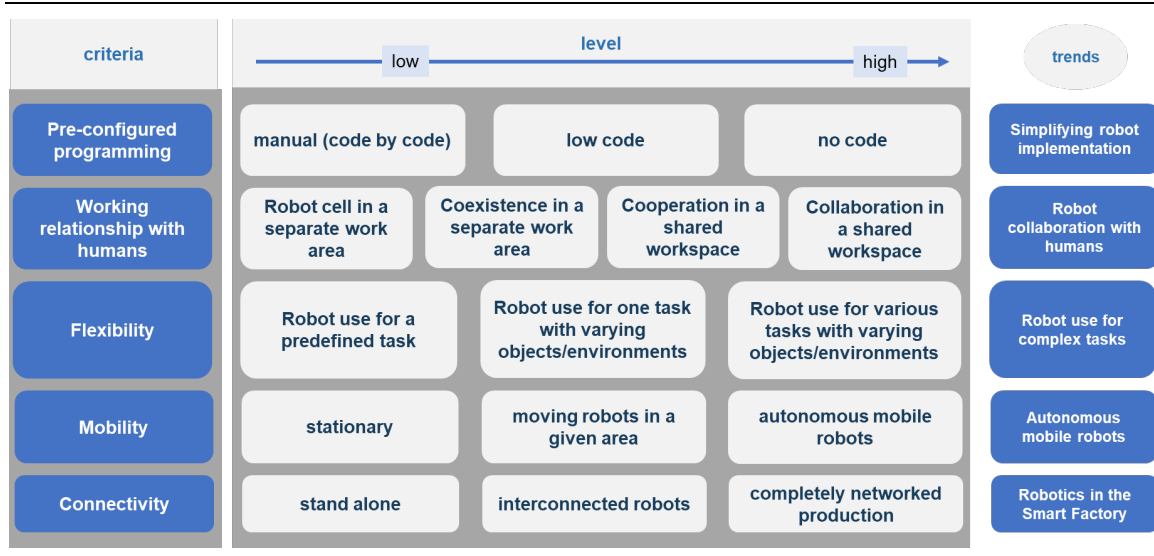 criteria
level
low
high
trends
Pre-configured
programming
manual (code by code)
low code
no code
Simplifying robot
implementation
Working
relationship with
humans
Robot cell in a
separate work
area
Coexistence in a
separate work
area
Cooperation in a
shared
workspace
Collaboration in
a shared
workspace
Robot
collaboration with
humans
Flexibility
Robot use for a
predefined task
Robot use for one task
with varying
objects/environments
Robot use for various
tasks with varying
objects/environments
Robot use for
complex tasks
Mobility
stationary
moving robots in a
given area
autonomous mobile
robots
Autonomous
mobile robots
Connectivity
stand alone
interconnected robots
completely networked
production
Robotics in the
Smart Factory